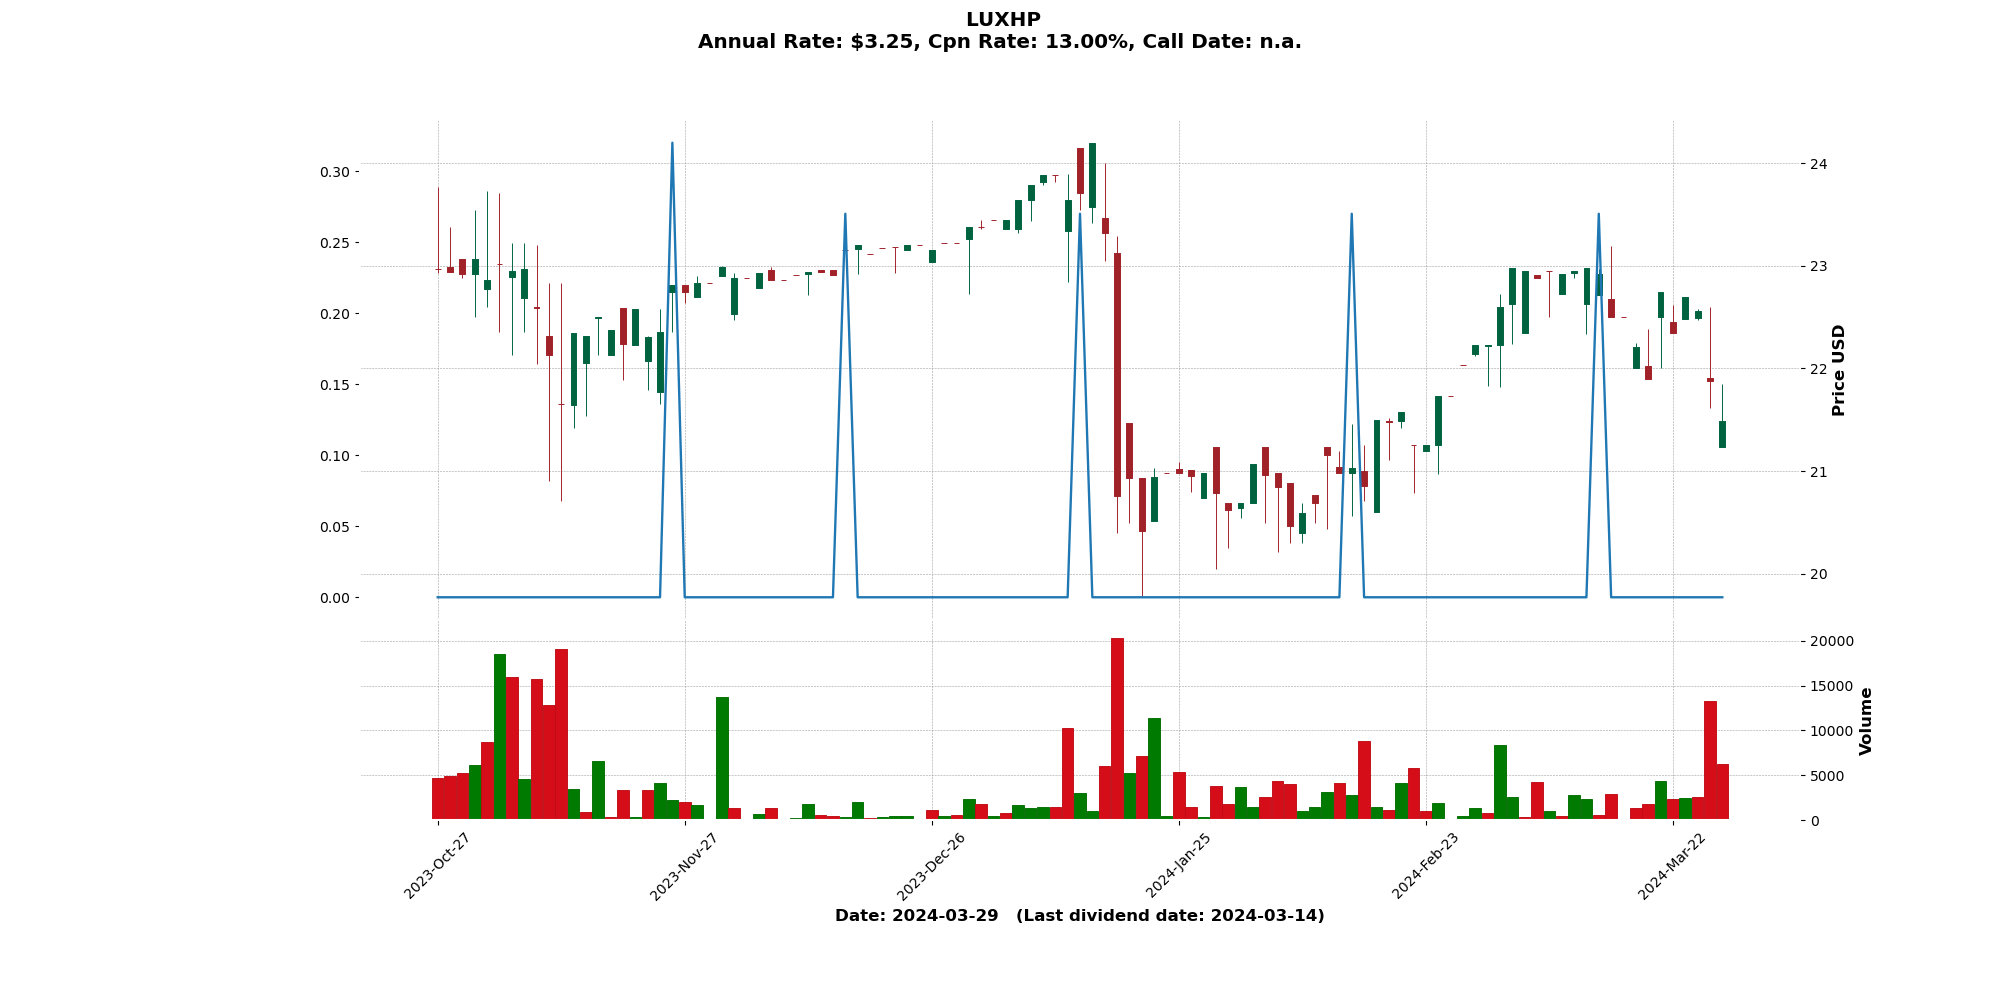 LUXHP
Annual Rate: $3.25, Cpn Rate: 13.00%, Call Date: n.a.
0.30
0.25
0.20
0.15
0.10
0.05
0.00
24
23
22
21
20
Price USD
20000
15000
10000
5000
0
Volume
2023-Oct-27
2023-Nov-27
2023-Dec-26
2024-Jan-25
2024-Feb-23
2024-Mar-22
Date: 2024-03-29   (Last dividend date: 2024-03-14)